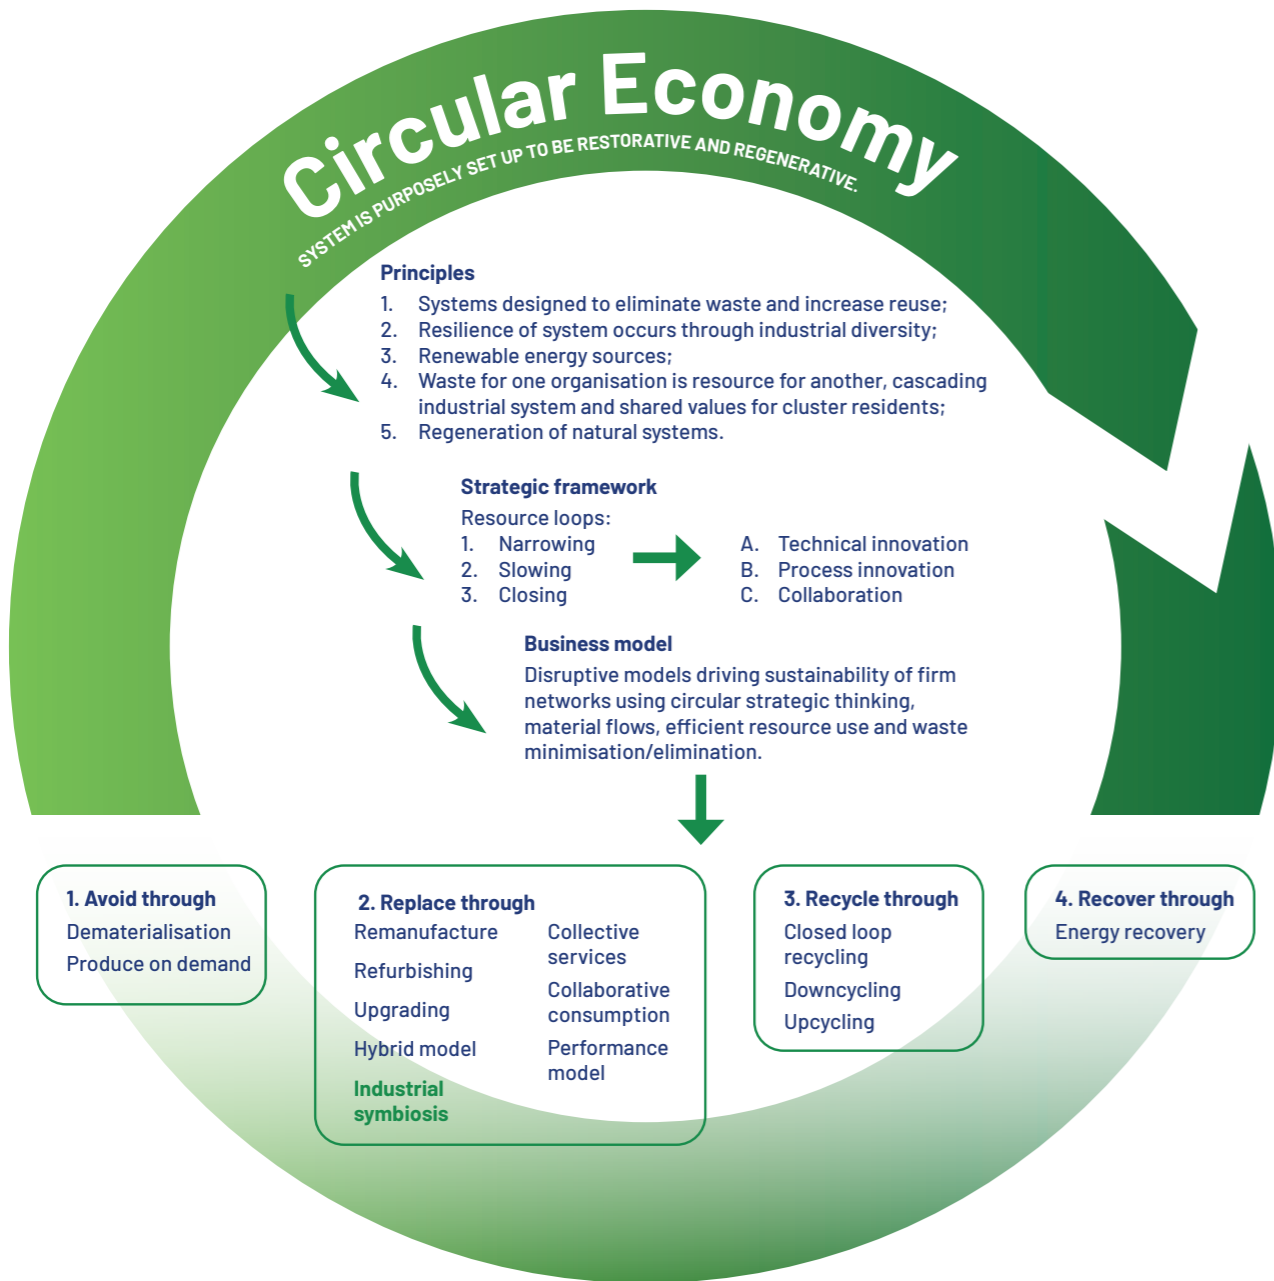 Circular Economy
SYSTEM IS PURPOSELY SET UP TO BE RESTORATIVE AND REGENERATIVE.
Principles
1. Systems designed to eliminate waste and increase reuse;
2. Resilience of system occurs through industrial diversity;
3. Renewable energy sources;
4. Waste for one organisation is resource for another, cascading
industrial system and shared values for cluster residents;
5. Regeneration of natural systems.
Strategic framework
Resource loops:
1. Narrowing
2. Slowing
3. Closing
A. Technical innovation
B. Process innovation
C. Collaboration
Business model
Disruptive models driving sustainability of firm
networks using circular strategic thinking,
material flows, efficient resource use and waste
minimisation/elimination.
1. Avoid through
Dematerialisation
Produce on demand
2. Replace through
Remanufacture
Refurbishing
Upgrading
Hybrid model
Industrial
symbiosis
Collective
services
Collaborative
consumption
Performance
model
3. Recycle through
Closed loop
recycling
Downcycling
Upcycling
4. Recover through
Energy recovery